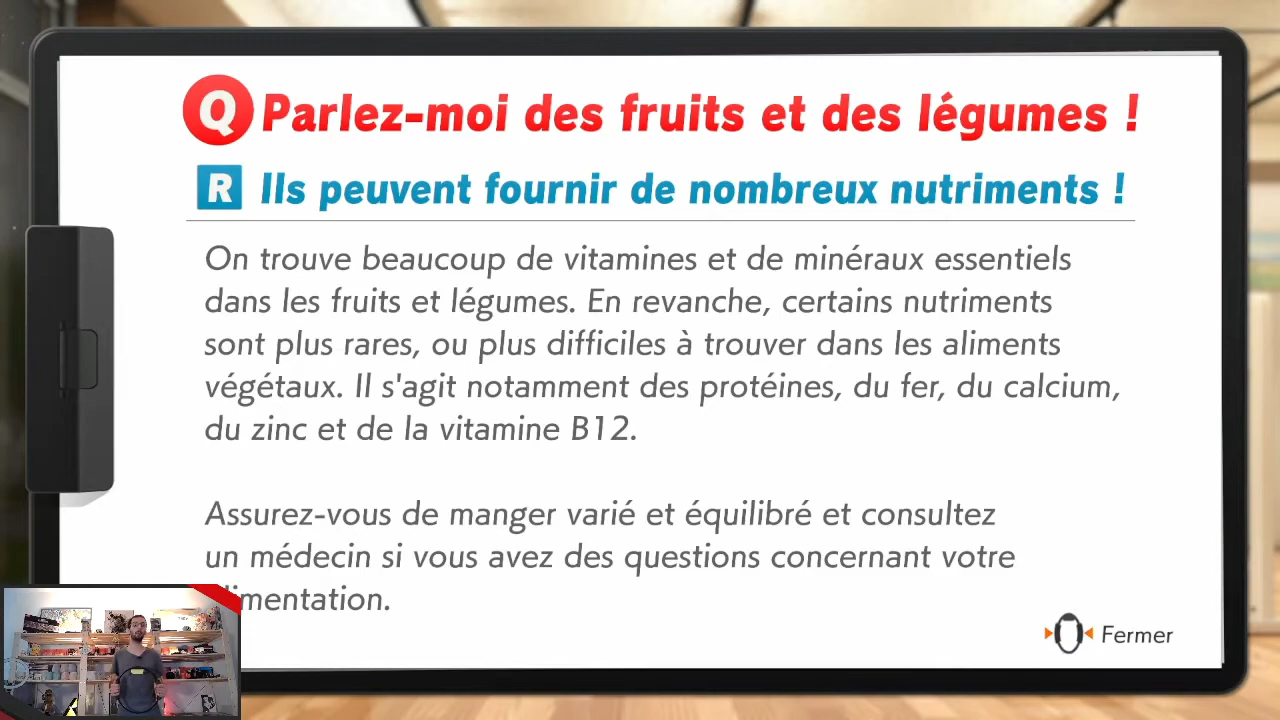 Q Parlez-moi des fruits et des légumes !
R Ils peuvent fournir de nombreux nutriments !
On trouve beaucoup de vitamines et de minéraux essentiels
dans les fruits et légumes. En revanche, certains nutriments
sont plus rares, ou plus difficiles à trouver dans les aliments
végétaux. Il s'agit notamment des protéines, du fer, du calcium,
du zinc et de la vitamine B12.
Assurez-vous de manger varié et équilibré et consultez
un médecin si vous avez des questions concernant votre
limentation.
Fermer